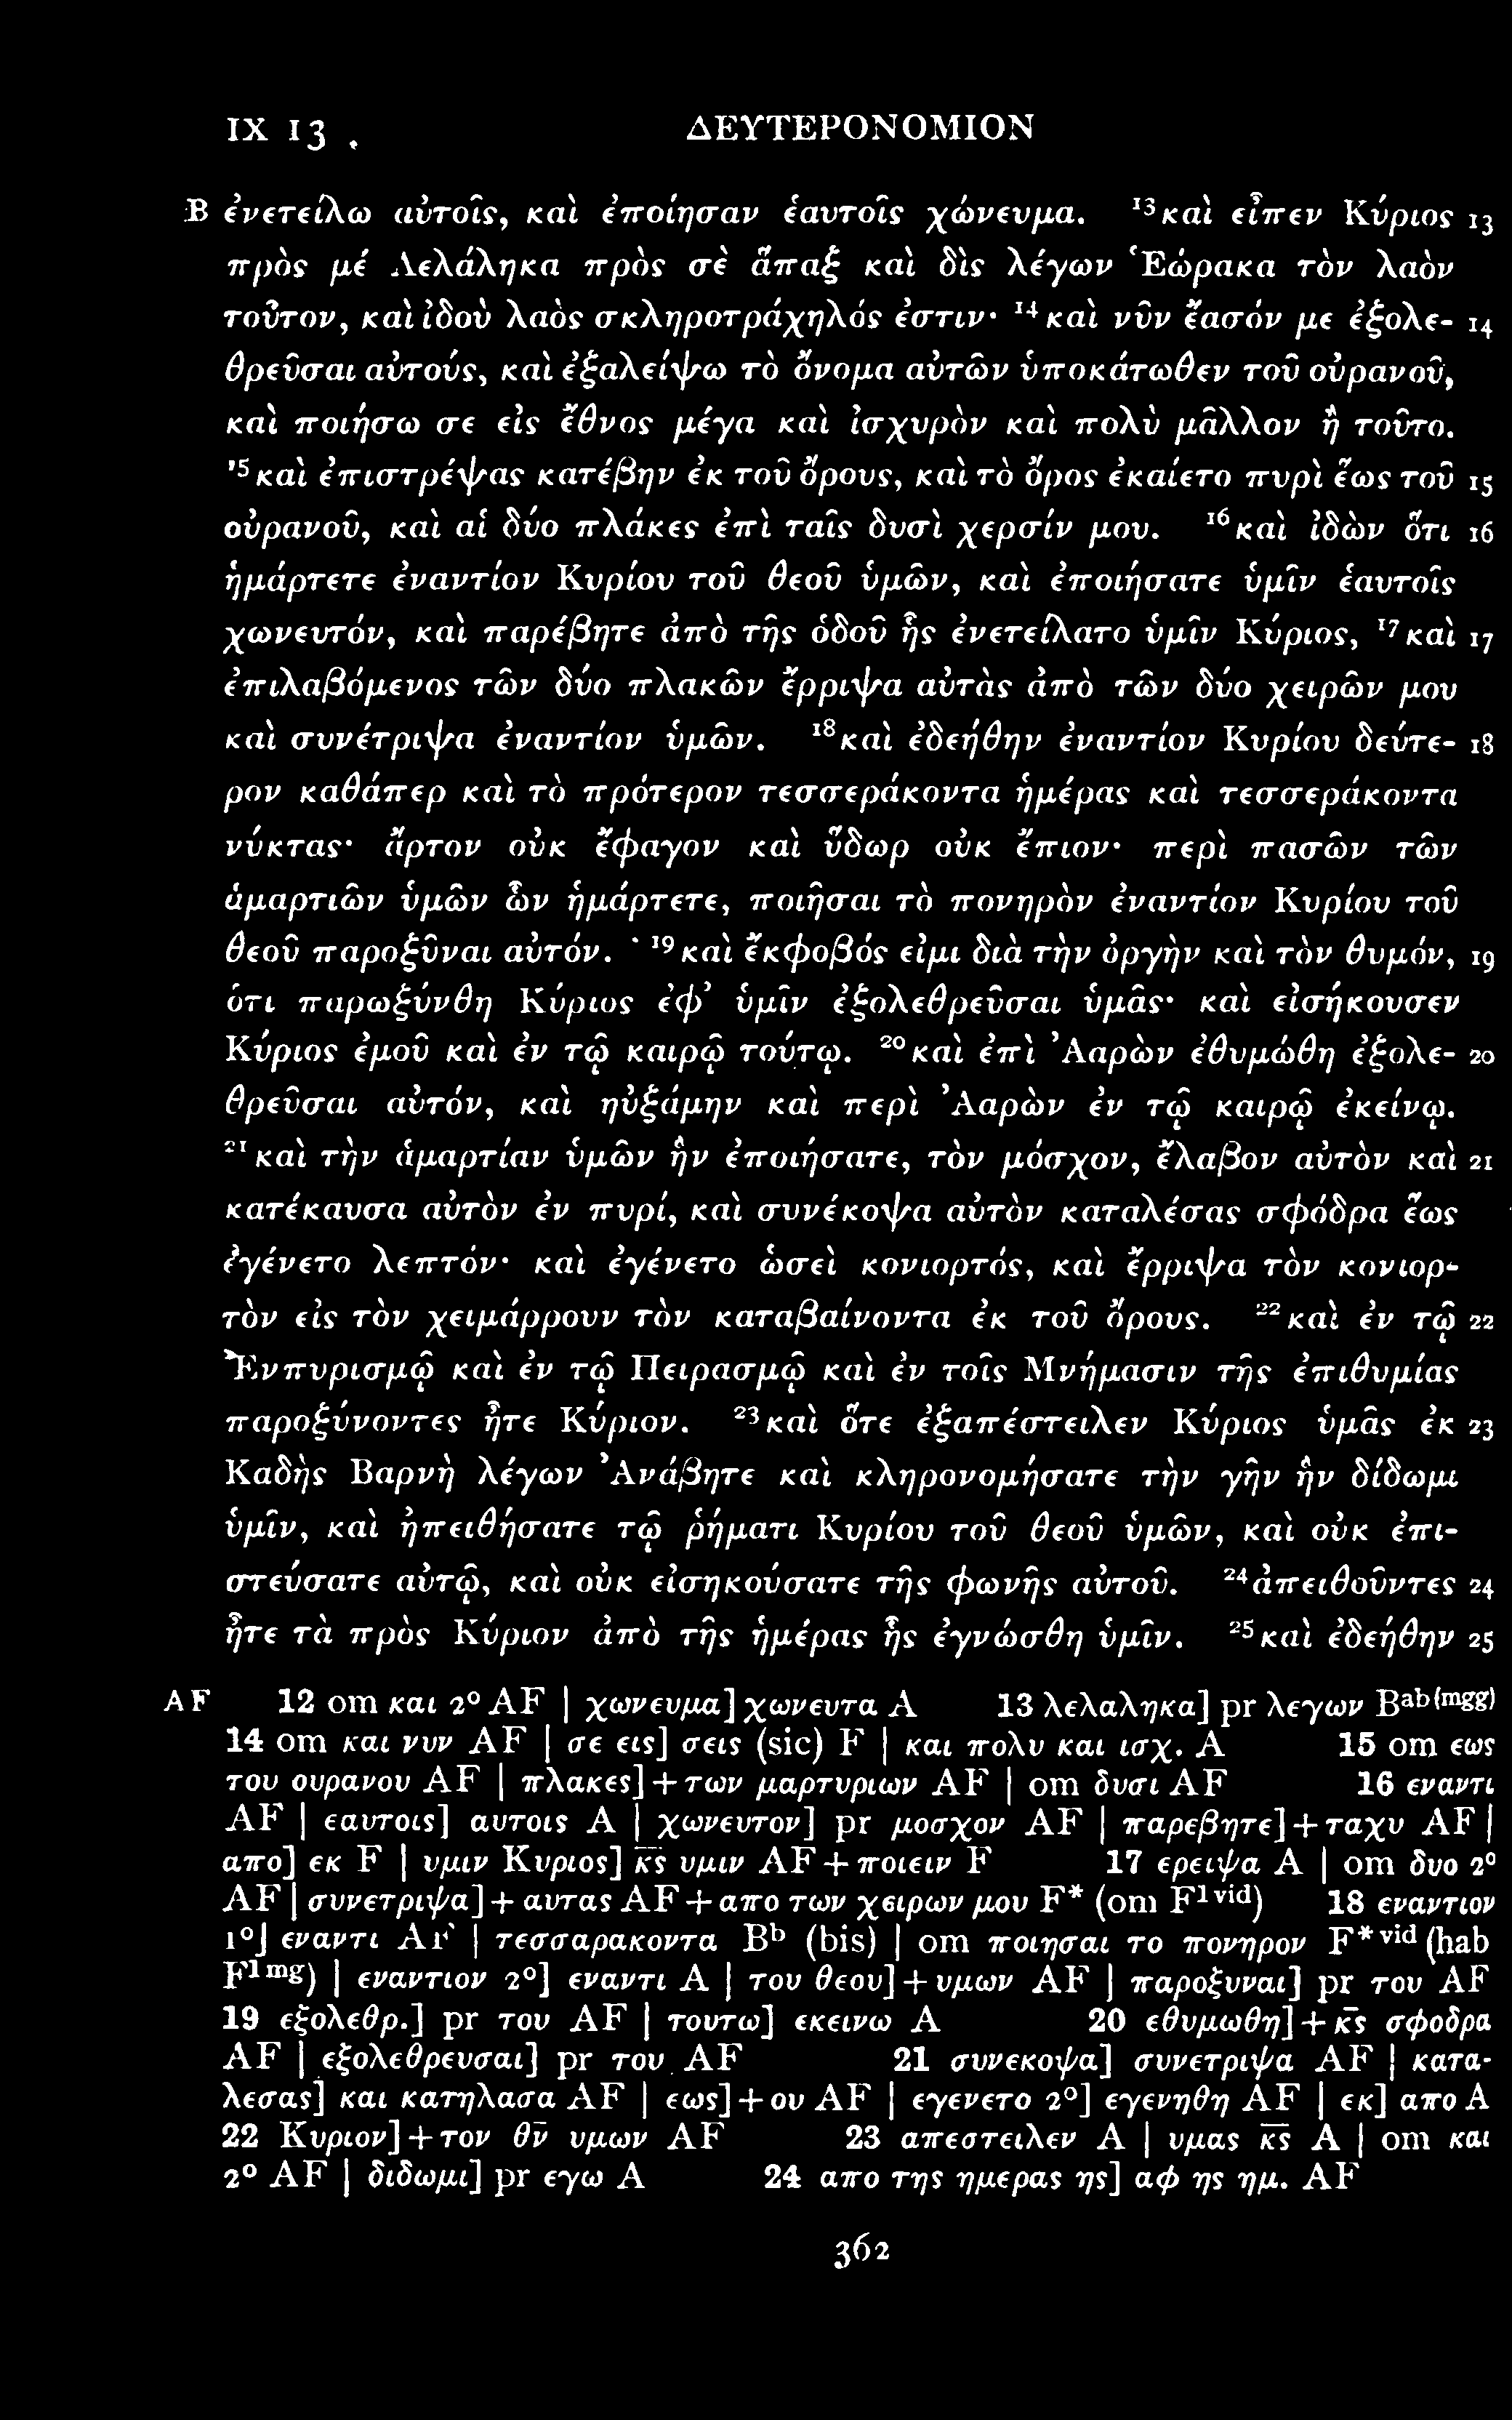 IX 13 . ΔΕΥΤΕΡΟΝΟΜΙΟΝ
B ἐνετείλω αὐτοῖς, καὶ ἐποίησαν ἑαυτοῖς χώνευμα. ¹³καὶ εἶπεν Κύριος 13
πρὸς μέ Λελάληκα πρὸς σὲ ἅπαξ καὶ δὶς λέγων Ἑώρακα τὸν λαὸν
τοῦτον, καὶ ἰδοὺ λαὸς σκληροτράχηλός ἐστιν· ¹⁴καὶ νῦν ἔασόν με ἐξολε- 14
θρεῦσαι αὐτούς, καὶ ἐξαλείψω τὸ ὄνομα αὐτῶν ὑποκάτωθεν τοῦ οὐρανοῦ,
καὶ ποιήσω σε εἰς ἔθνος μέγα καὶ ἰσχυρὸν καὶ πολὺ μᾶλλον ἢ τοῦτο.
¹⁵καὶ ἐπιστρέψας κατέβην ἐκ τοῦ ὄρους, καὶ τὸ ὄρος ἐκαίετο πυρὶ ἕως τοῦ 15
οὐρανοῦ, καὶ αἱ δύο πλάκες ἐπὶ ταῖς δυσὶ χερσίν μου. ¹⁶καὶ ἰδὼν ὅτι 16
ἡμάρτετε ἐναντίον Κυρίου τοῦ θεοῦ ὑμῶν, καὶ ἐποιήσατε ὑμῖν ἑαυτοῖς
χωνευτόν, καὶ παρέβητε ἀπὸ τῆς ὁδοῦ ἧς ἐνετείλατο ὑμῖν Κύριος, ¹⁷καὶ 17
ἐπιλαβόμενος τῶν δύο πλακῶν ἔρριψα αὐτὰς ἀπὸ τῶν δύο χειρῶν μου
καὶ συνέτριψα ἐναντίον ὑμῶν. ¹⁸καὶ ἐδεήθην ἐναντίον Κυρίου δεύτε- 18
ρον καθάπερ καὶ τὸ πρότερον τεσσεράκοντα ἡμέρας καὶ τεσσεράκοντα
νύκτας· ἄρτον οὐκ ἔφαγον καὶ ὕδωρ οὐκ ἔπιον· περὶ πασῶν τῶν
ἁμαρτιῶν ὑμῶν ὧν ἡμάρτετε, ποιῆσαι τὸ πονηρὸν ἐναντίον Κυρίου τοῦ
θεοῦ παροξῦναι αὐτόν. ¹⁹καὶ ἔκφοβός εἰμι διὰ τὴν ὀργὴν καὶ τὸν θυμόν, 19
ὅτι παρωξύνθη Κύριος ἐφ’ ὑμῖν ἐξολεθρεῦσαι ὑμᾶς· καὶ εἰσήκουσεν
Κύριος ἐμοῦ καὶ ἐν τῷ καιρῷ τούτῳ. ²⁰καὶ ἐπὶ Ἀαρὼν ἐθυμώθη ἐξολε- 20
θρεῦσαι αὐτόν, καὶ ηὐξάμην καὶ περὶ Ἀαρὼν ἐν τῷ καιρῷ ἐκείνῳ.
²¹καὶ τὴν ἁμαρτίαν ὑμῶν ἣν ἐποιήσατε, τὸν μόσχον, ἔλαβον αὐτὸν καὶ 21
κατέκαυσα αὐτὸν ἐν πυρί, καὶ συνέκοψα αὐτὸν καταλέσας σφόδρα ἕως
ἐγένετο λεπτόν· καὶ ἐγένετο ὡσεὶ κονιορτός, καὶ ἔρριψα τὸν κονιορ-
τὸν εἰς τὸν χειμάρρουν τὸν καταβαίνοντα ἐκ τοῦ ὄρους. ²²καὶ ἐν τῷ 22
Ἐνπυρισμῷ καὶ ἐν τῷ Πειρασμῷ καὶ ἐν τοῖς Μνήμασιν τῆς ἐπιθυμίας
παροξύνοντες ἦτε Κύριον. ²³καὶ ὅτε ἐξαπέστειλεν Κύριος ὑμᾶς ἐκ 23
Καδὴς Βαρνὴ λέγων Ἀνάβητε καὶ κληρονομήσατε τὴν γῆν ἣν δίδωμι
ὑμῖν, καὶ ἠπειθήσατε τῷ ῥήματι Κυρίου τοῦ θεοῦ ὑμῶν, καὶ οὐκ ἐπι-
στεύσατε αὐτῷ, καὶ οὐκ εἰσηκούσατε τῆς φωνῆς αὐτοῦ. ²⁴ἀπειθοῦντες 24
ἦτε τὰ πρὸς Κύριον ἀπὸ τῆς ἡμέρας ἧς ἐγνώσθη ὑμῖν. ²⁵καὶ ἐδεήθην 25
AF 12 om και 2° AF | χωνευμα] χωνευτα A 13 λελαληκα] pr λεγων Bᵃᵇ⁽ᵐᵍᵍ⁾
14 om και νυν AF | σε εις] σεις (sic) F | και πολυ και ισχ. A 15 om εως
του ουρανου AF | πλακες] + των μαρτυριων AF | om δυσι AF 16 εναντι
AF | εαυτοις] αυτοις A | χωνευτον] pr μοσχον AF | παρεβητε] + ταχυ AF |
απο] εκ F | υμιν Κυριος] κ̅ς̅ υμιν AF + ποιειν F 17 ερειψα A | om δυο 2°
AF | συνετριψα] + αυτας AF + απο των χειρων μου F* (om F¹ᵛⁱᵈ) 18 εναντιον
1°] εναντι AF | τεσσαρακοντα Bᵇ (bis) | om ποιησαι το πονηρον F*ᵛⁱᵈ (hab
F¹ᵐᵍ) | εναντιον 2°] εναντι A | του θεου] + υμων AF | παροξυναι] pr του AF
19 εξολεθρ.] pr του AF | τουτω] εκεινω A 20 εθυμωθη] + κ̅ς̅ σφοδρα
AF | εξολεθρευσαι] pr του AF 21 συνεκοψα] συνετριψα AF | κατα-
λεσας] και κατηλασα AF | εως] + ου AF | εγενετο 2°] εγενηθη AF | εκ] απο A
22 Κυριον] + τον θ̅ν̅ υμων AF 23 απεστειλεν A | υμας κ̅ς̅ A | om και
2° AF | διδωμι] pr εγω A 24 απο της ημερας ης] αφ ης ημ. AF
362